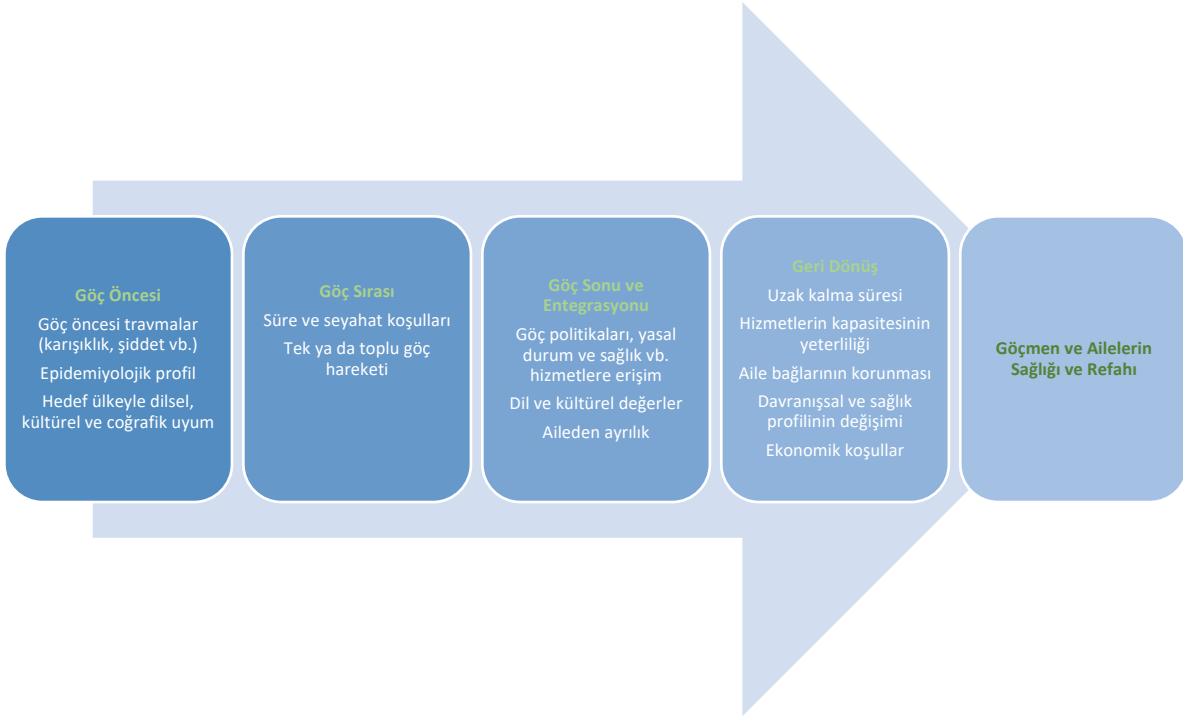 Göç Öncesi
Göç öncesi travmalar
(karışıklık, şiddet vb.)
Epidemiyolojik profil
Hedef ülkeyle dilsel,
kültürel ve coğrafik uyum
Göç Sırası
Süre ve seyahat koşulları
Tek ya da toplu göç
hareketi
Göç Sonu ve
Entegrasyonu
Göç politikaları, yasal
durum ve sağlık vb.
hizmetlere erişim
Dil ve kültürel değerler
Aileden ayrılık
Geri Dönüş
Uzak kalma süresi
Hizmetlerin kapasitesinin
yeterliliği
Aile bağlarının korunması
Davranışsal ve sağlık
profilinin değişimi
Ekonomik koşullar
Göçmen ve Ailelerin
Sağlığı ve Refahı